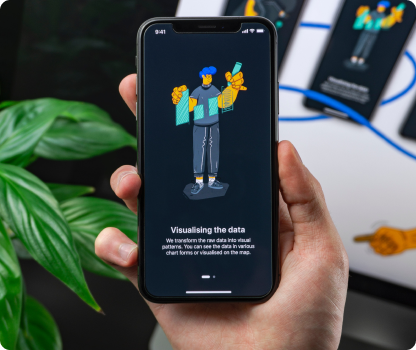 9:41
Visualising the data
We transform the raw data into visual
patterns. You can see the data in various
chart forms or visualised on the map.